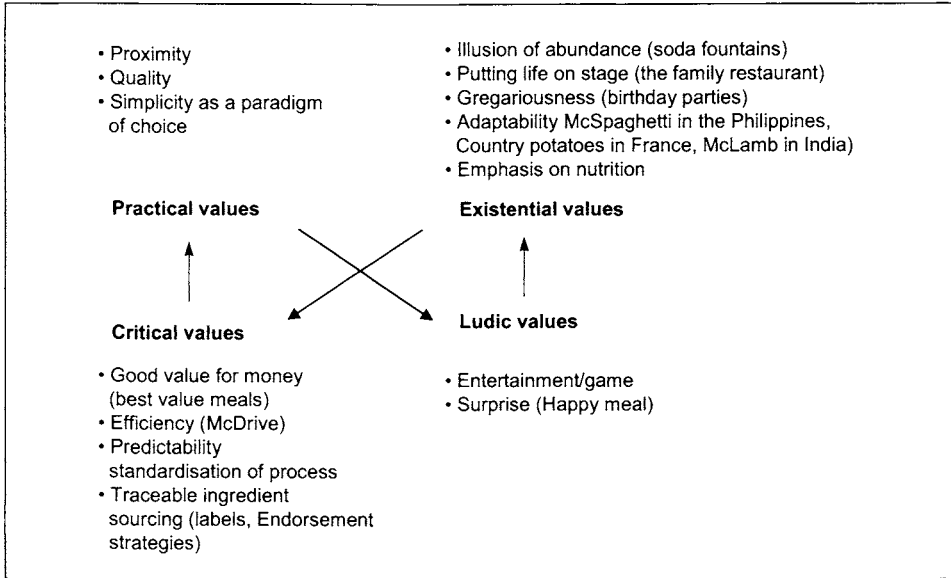 • Proximity
• Quality
• Simplicity as a paradigm
of choice
• Illusion of abundance (soda fountains)
• Putting life on stage (the family restaurant)
• Gregariousness (birthday parties)
• Adaptability McSpaghetti in the Philippines,
Country potatoes in France, McLamb in India)
• Emphasis on nutrition
Practical values
Existential values
Critical values
Ludic values
• Good value for money
(best value meals)
• Efficiency (McDrive)
• Predictability
standardisation of process
• Traceable ingredient
sourcing (labels, Endorsement
strategies)
• Entertainment/game
• Surprise (Happy meal)